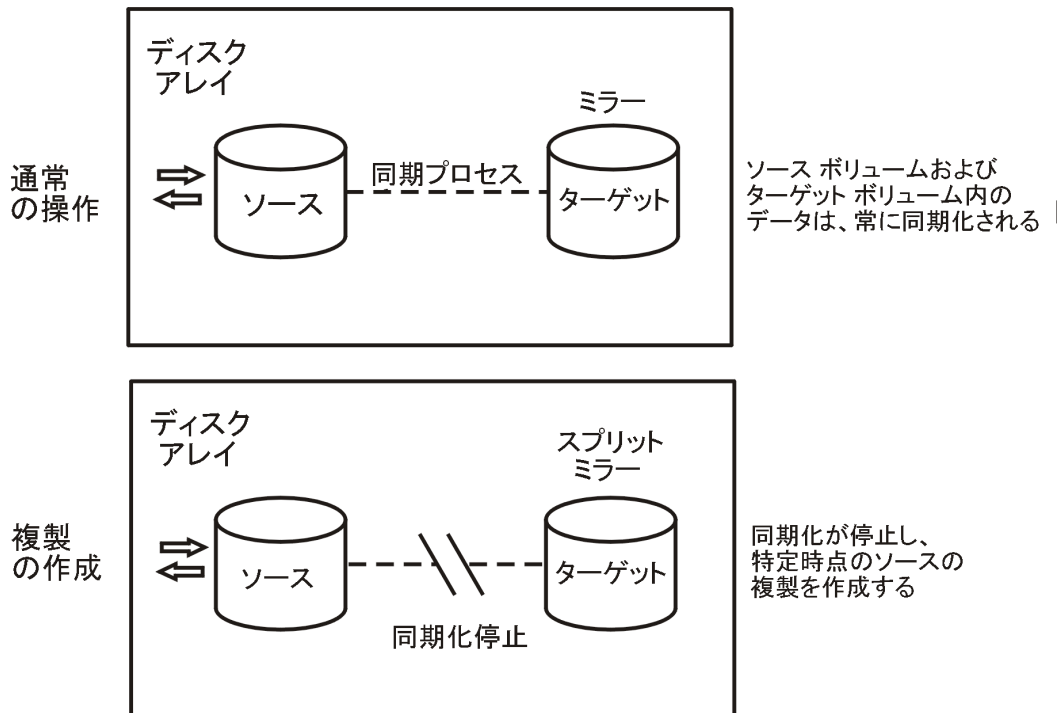 ディスク
アレイ
ミラー
通常
の操作
ソース
同期プロセス
ターゲット
ソース ボリュームおよび
ターゲット ボリューム内の
データは、常に同期化される
ディスク
アレイ
スプリット
ミラー
複製
の作成
ソース
ターゲット
同期化停止
同期化が停止し、
特定時点のソースの
複製を作成する